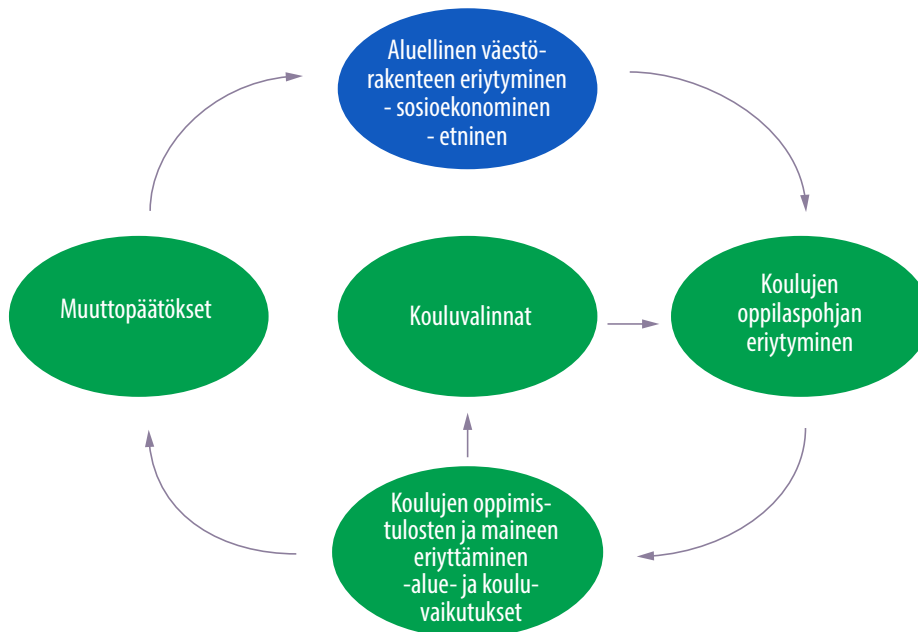 Aluellinen väestö-
rakenteen eriytyminen
- sosioekonominen
- etninen
Muuttopäätökset
Kouluvalinnat
Koulujen
oppilaspohjan
eriytyminen
Koulujen oppimis-
tulosten ja maineen
eriyttäminen
-alue- ja koulu-
vaikutukset